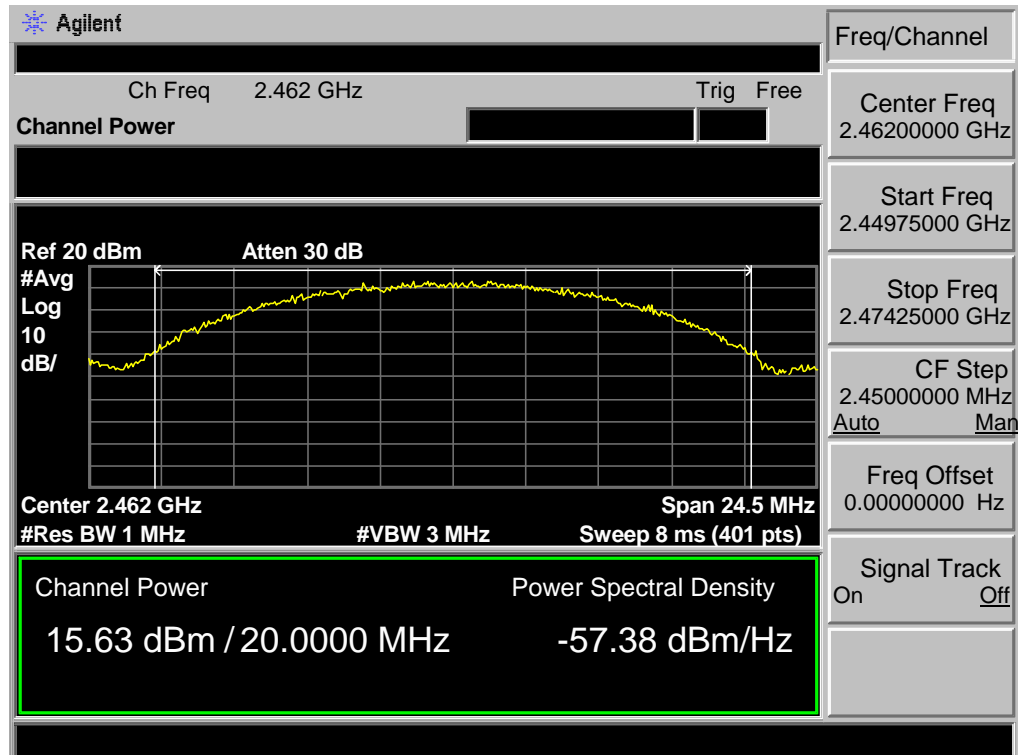 Agilent
Ch Freq 2.462 GHz Trig Free
Channel Power
Ref 20 dBm Atten 30 dB
#Avg
Log
10
dB/
Center 2.462 GHz Span 24.5 MHz
#Res BW 1 MHz #VBW 3 MHz Sweep 8 ms (401 pts)
Channel Power Power Spectral Density
15.63 dBm / 20.0000 MHz -57.38 dBm/Hz
Freq/Channel
Center Freq
2.46200000 GHz
Start Freq
2.44975000 GHz
Stop Freq
2.47425000 GHz
CF Step
2.45000000 MHz
Auto Man
Freq Offset
0.00000000 Hz
Signal Track
On Off